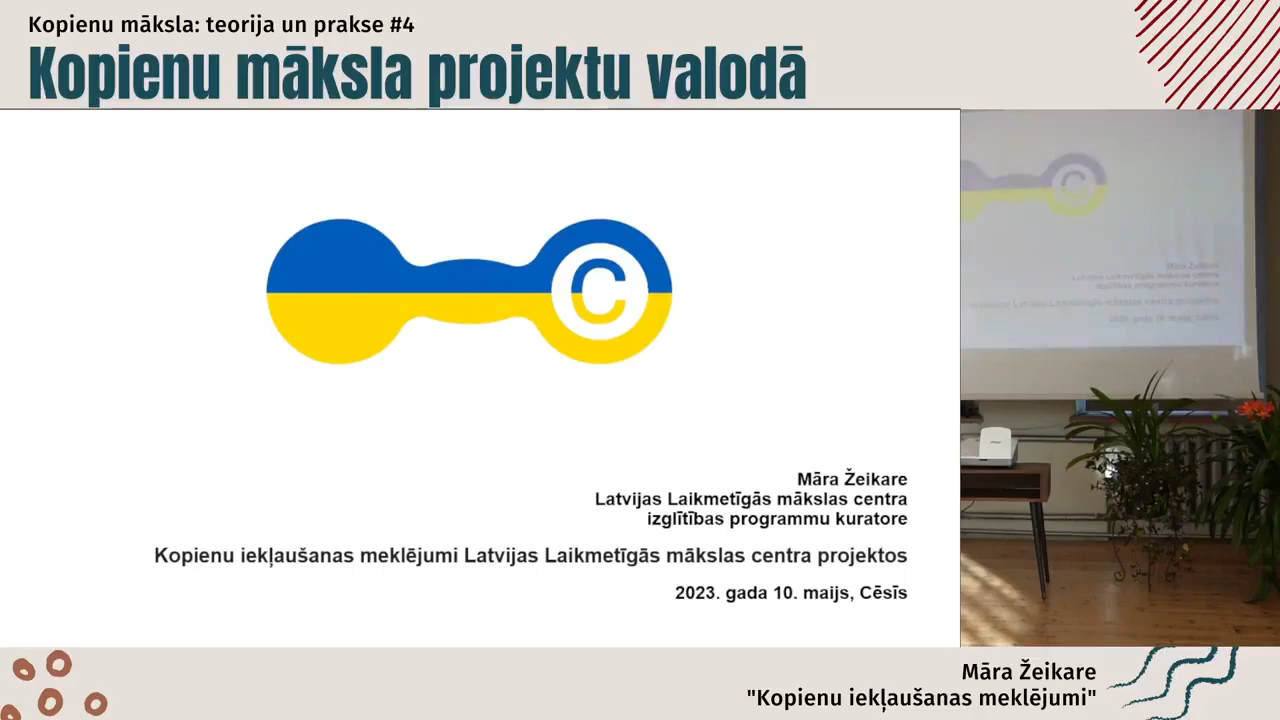 Kopienu māksla: teorija un prakse #4
Kopienu māksla projektu valodā
C
Māra Žeikare
Latvijas Laikmetīgās mākslas centra
izglītības programmu kuratore
Kopienu iekļaušanas meklējumi Latvijas Laikmetīgās mākslas centra projektos
2023. gada 10. maijs, Cēsīs
C
Māra Žeikare
"Kopienu iekļaušanas meklējumi"